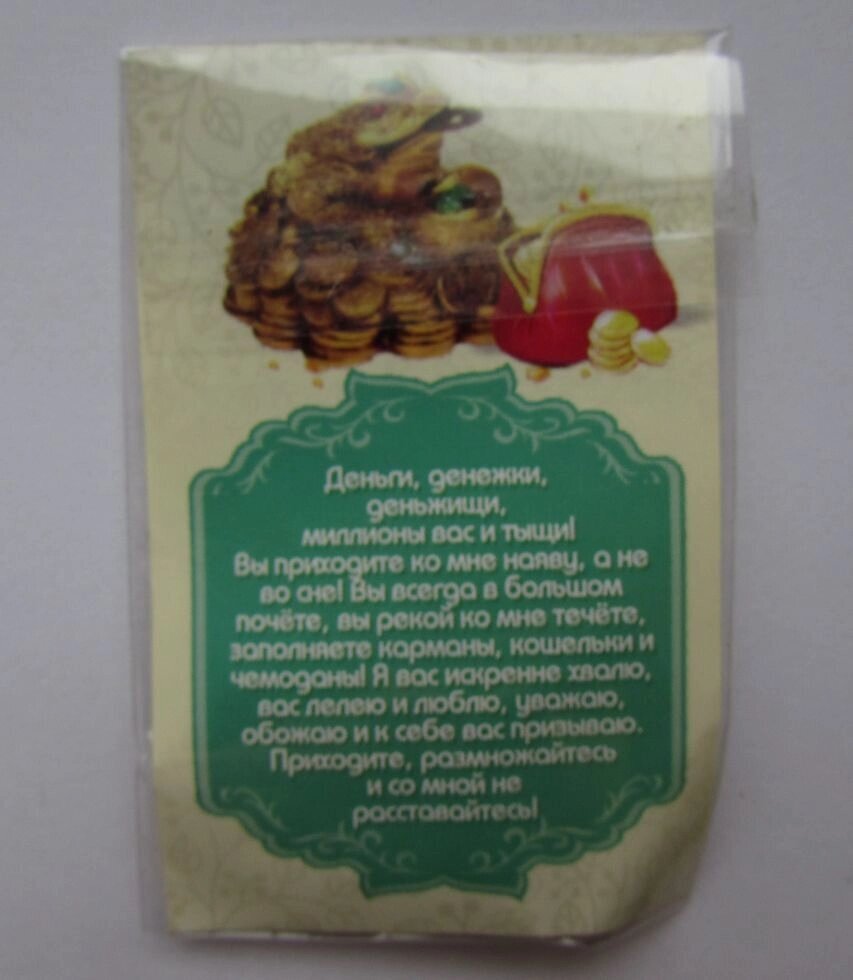 Деньги, денежки,
деньжищи,
миллионы вас и тыщи!
Вы приходите ко мне наяву, а не
во сне! Вы всегда в большом
почёте, вы рекой ко мне течёте,
заполняете карманы, кошельки и
чемоданы! Я вас искренне хвалю,
вас лелею и люблю, уважаю,
обожаю и к себе вас призываю.
Приходите, размножайтесь
и со мной не
расставайтесь!